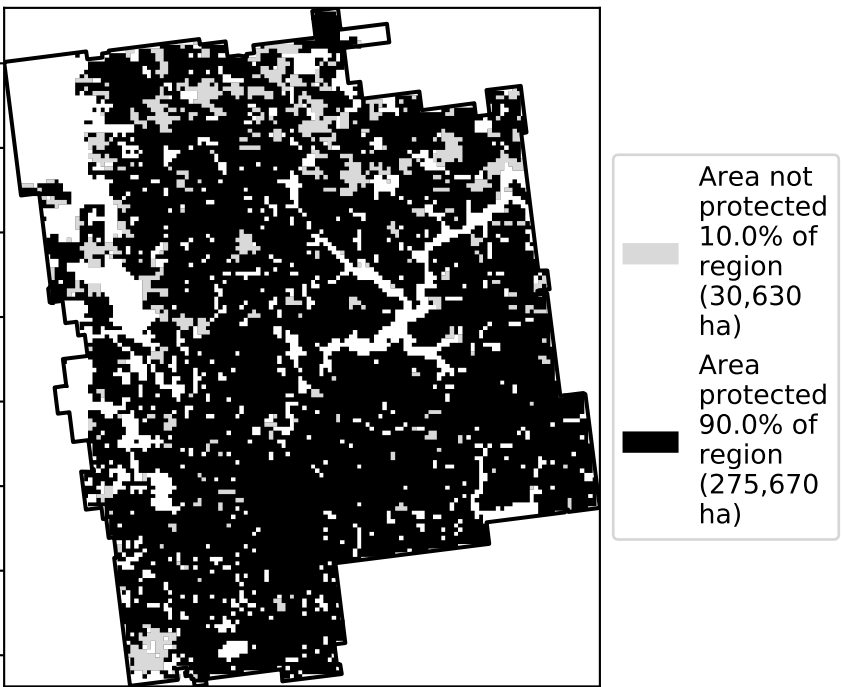 Area not
protected
10.0% of
region
(30,630
ha)
Area
protected
90.0% of
region
(275,670
ha)